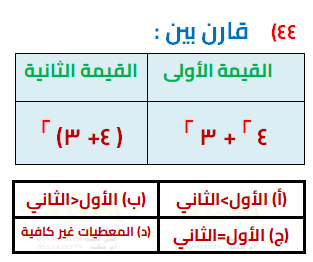 ٤٤) قارن بين :
القيمة الأولى القيمة الثانية
٤ ٢ + ٣ ٢ (٤+ ٣) ٢
(أ) الأول>الثاني (ب) الأول<الثاني
(ج) الأول=الثاني (د) المعطيات غير كافية